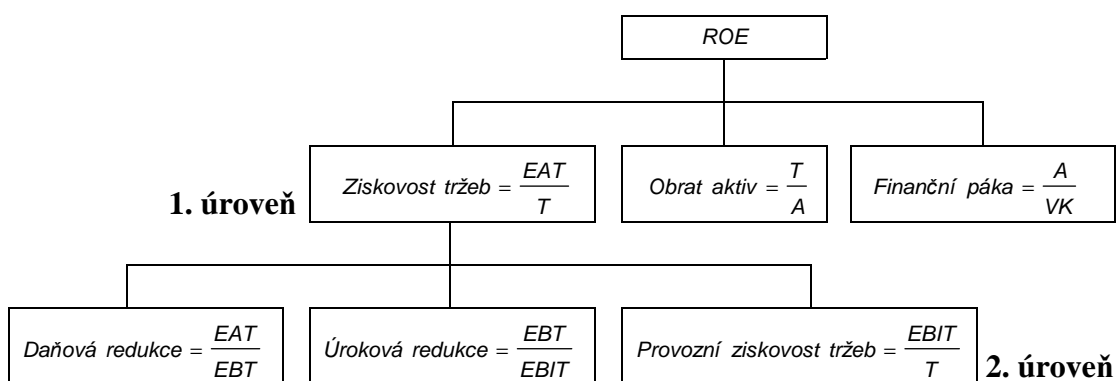 ROE
1. úroveň
Ziskovost tržeb = EAT / T
Obrat aktiv = T / A
Finanční páka = A / VK
Daňová redukce = EAT / EBT
Úroková redukce = EBT / EBIT
Provozní ziskovost tržeb = EBIT / T
2. úroveň